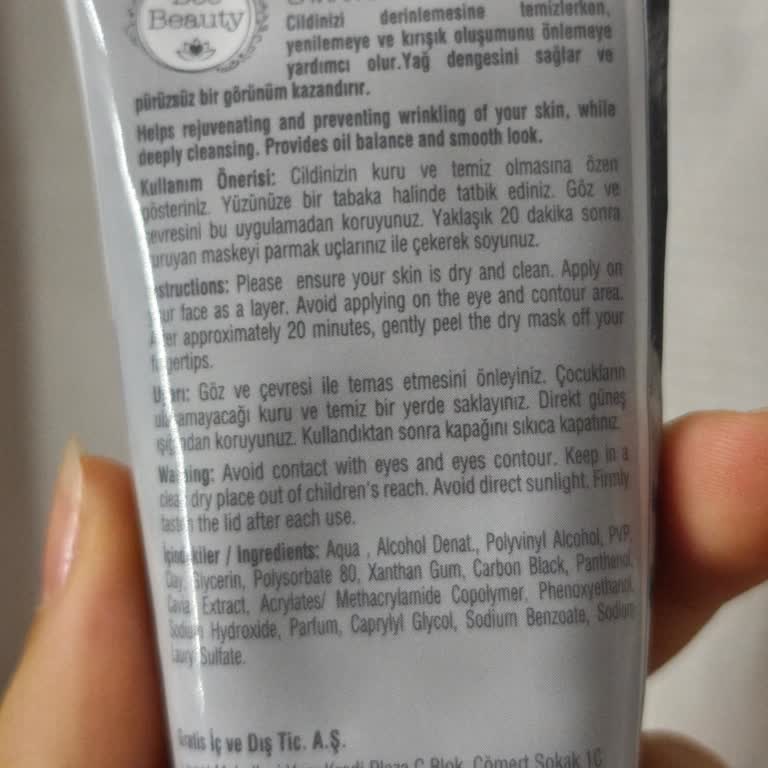 Bee
Beauty
Cildinizi derinlemesine temizlerken,
yenilemeye ve kırışık oluşumunu önlemeye
yardımcı olur.Yağ dengesini sağlar ve
pürüzsüz bir görünüm kazandırır.
Helps rejuvenating and preventing wrinkling of your skin, while
deeply cleansing. Provides oil balance and smooth look.
Kullanım Önerisi: Cildinizin kuru ve temiz olmasına özen
gösteriniz. Yüzünüze bir tabaka halinde tatbik ediniz. Göz ve
çevresini bu uygulamadan koruyunuz. Yaklaşık 20 dakika sonra
kuruyan maskeyi parmak uçlarınız ile çekerek soyunuz.
Instructions: Please ensure your skin is dry and clean. Apply on
your face as a layer. Avoid applying on the eye and contour area.
After approximately 20 minutes, gently peel the dry mask off your
fingertips.
Uyarı: Göz ve çevresi ile temas etmesini önleyiniz. Çocukların
ulaşamayacağı kuru ve temiz bir yerde saklayınız. Direkt güneş
ışığından koruyunuz. Kullandıktan sonra kapağını sıkıca kapatınız.
Warning: Avoid contact with eyes and eyes contour. Keep in a
clean dry place out of children's reach. Avoid direct sunlight. Firmly
fasten the lid after each use.
İçindekiler / Ingredients: Aqua , Alcohol Denat., Polyvinyl Alcohol, PVP,
Clay, Glycerin, Polysorbate 80, Xanthan Gum, Carbon Black, Panthenol,
Extract, Acrylates/ Methacrylamide Copolymer, Phenoxyethanol,
Sodium Hydroxide, Parfum, Caprylyl Glycol, Sodium Benzoate, Sodium
Lauryl Sulfate.
Gratis İç ve Dış Tic. A.Ş.
Plaza C Blok, Cömert Sokak 1C